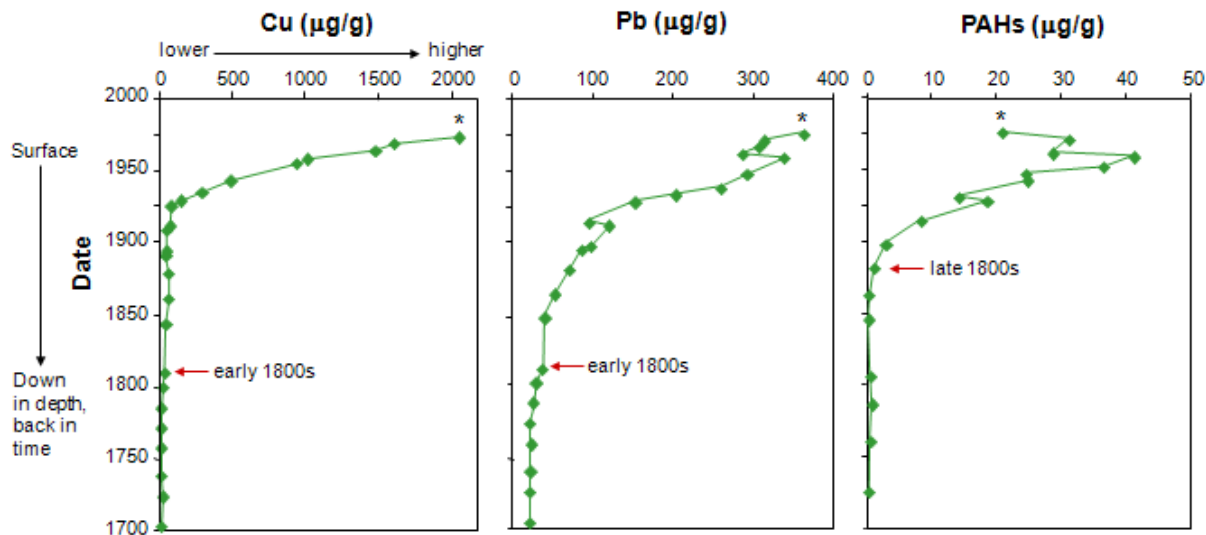 Cu (µg/g)
Pb (µg/g)
PAHs (µg/g)
lower
higher
0 500 1000 1500 2000
0 100 200 300 400
0 10 20 30 40 50
2000
1950
1900
1850
1800
1750
1700
Date
Surface
Down
in depth,
back in
time
*
early 1800s
*
early 1800s
*
late 1800s